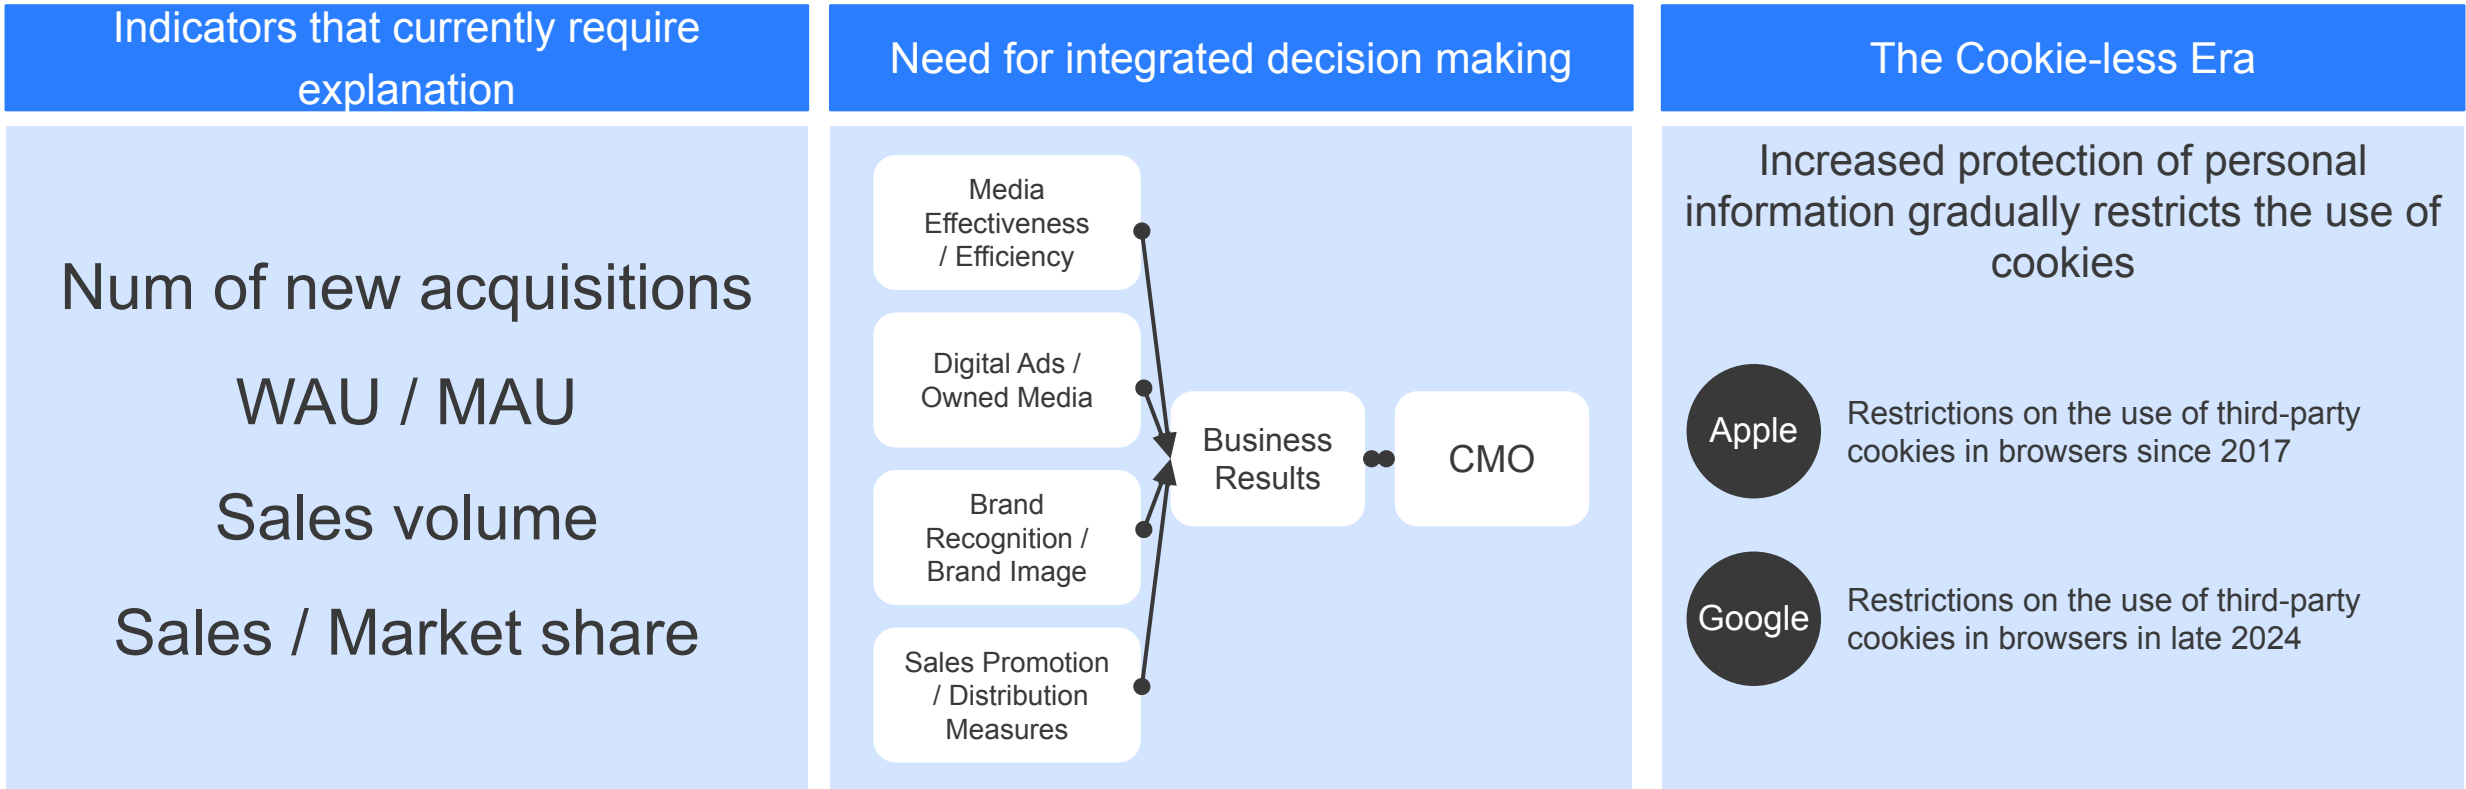 Indicators that currently require
explanation
Num of new acquisitions
WAU / MAU
Sales volume
Sales / Market share
Need for integrated decision making
Media
Effectiveness
/ Efficiency
Digital Ads /
Owned Media
Brand
Recognition /
Brand Image
Sales Promotion
/ Distribution
Measures
Business
Results
CMO
The Cookie-less Era
Increased protection of personal
information gradually restricts the use of
cookies
Apple
Restrictions on the use of third-party
cookies in browsers since 2017
Google
Restrictions on the use of third-party
cookies in browsers in late 2024